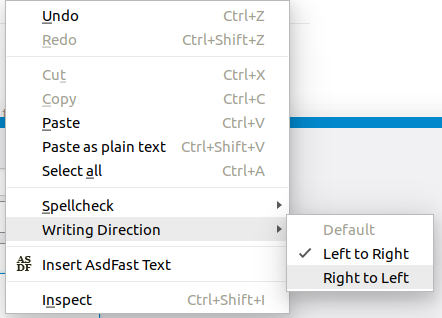 Undo Ctrl+Z
Redo Ctrl+Shift+Z
Cut Ctrl+X
Copy Ctrl+C
Paste Ctrl+V
Paste as plain text Ctrl+Shift+V
Select all Ctrl+A
Spellcheck
Writing Direction
Default
Left to Right
Right to Left
AS
DF Insert AsdFast Text
Inspect Ctrl+Shift+I